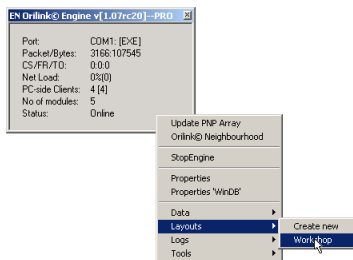 EN Orilink© Engine v[1.07rc20]--PRO
Port: COM1: [EXE]
Packet/Bytes: 3166:107545
CS/FR/TO: 0:0:0
Net Load: 0%(0)
PC-side Clients: 4 [4]
No of modules: 5
Status: Online
Update PNP Array
Orilink© Neighbourhood
StopEngine
Properties
Properties 'WinDB'
Data
Layouts
Logs
Tools
Create new
Workshop